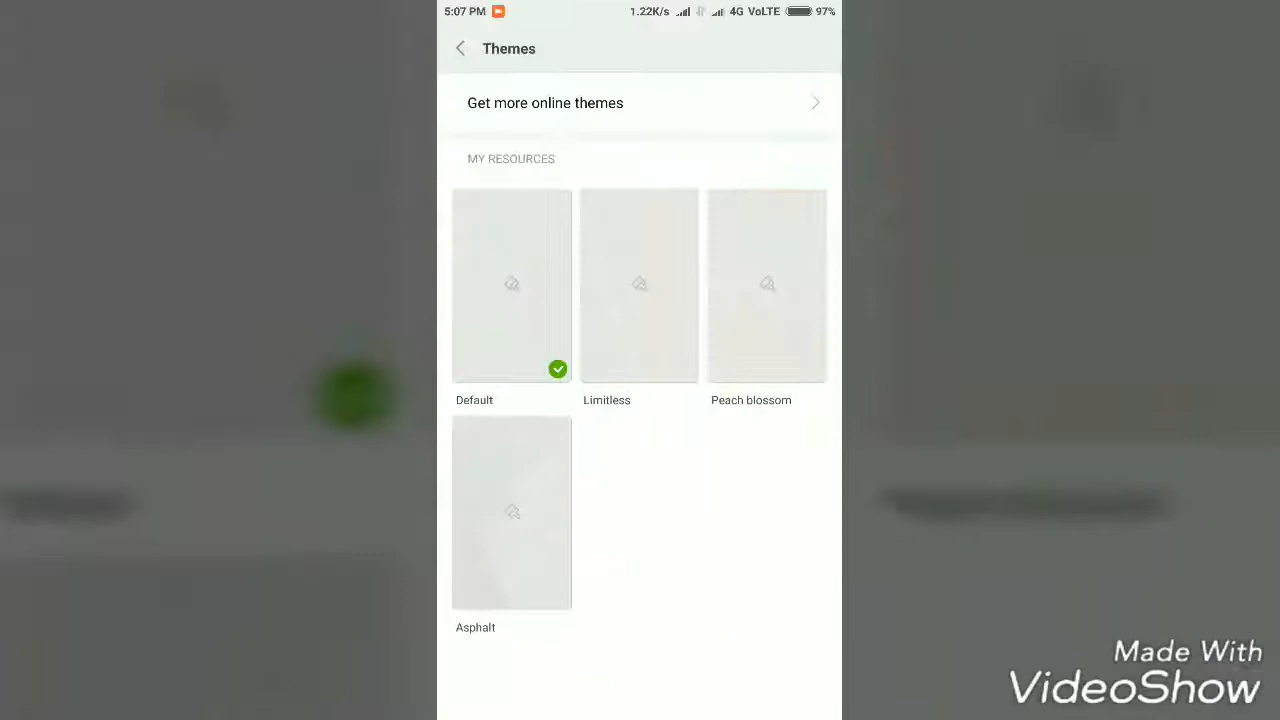 5:07 PM 1.22K/s 4G VoLTE 97%
Themes
Get more online themes
MY RESOURCES
Default Limitless Peach blossom
Asphalt
Made With
VideoShow